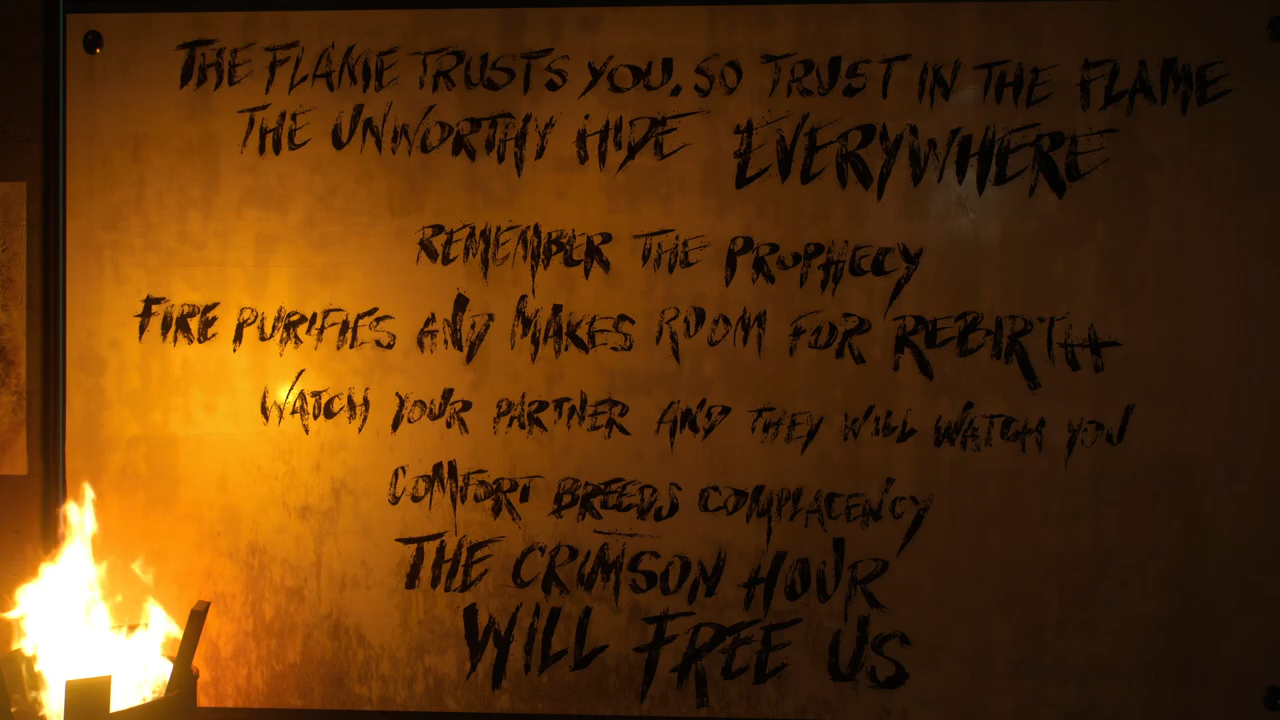 THE FLAME TRUSTS YOU. SO TRUST IN THE FLAME
THE UNWORTHY HIDE EVERYWHERE
REMEMBER THE PROPHECY
FIRE PURIFIES AND MAKES ROOM FOR REBIRTH
WATCH YOUR PARTNER AND THEY WILL WATCH YOU
COMFORT BREEDS COMPLACENCY
THE CRIMSON HOUR
WILL FREE US